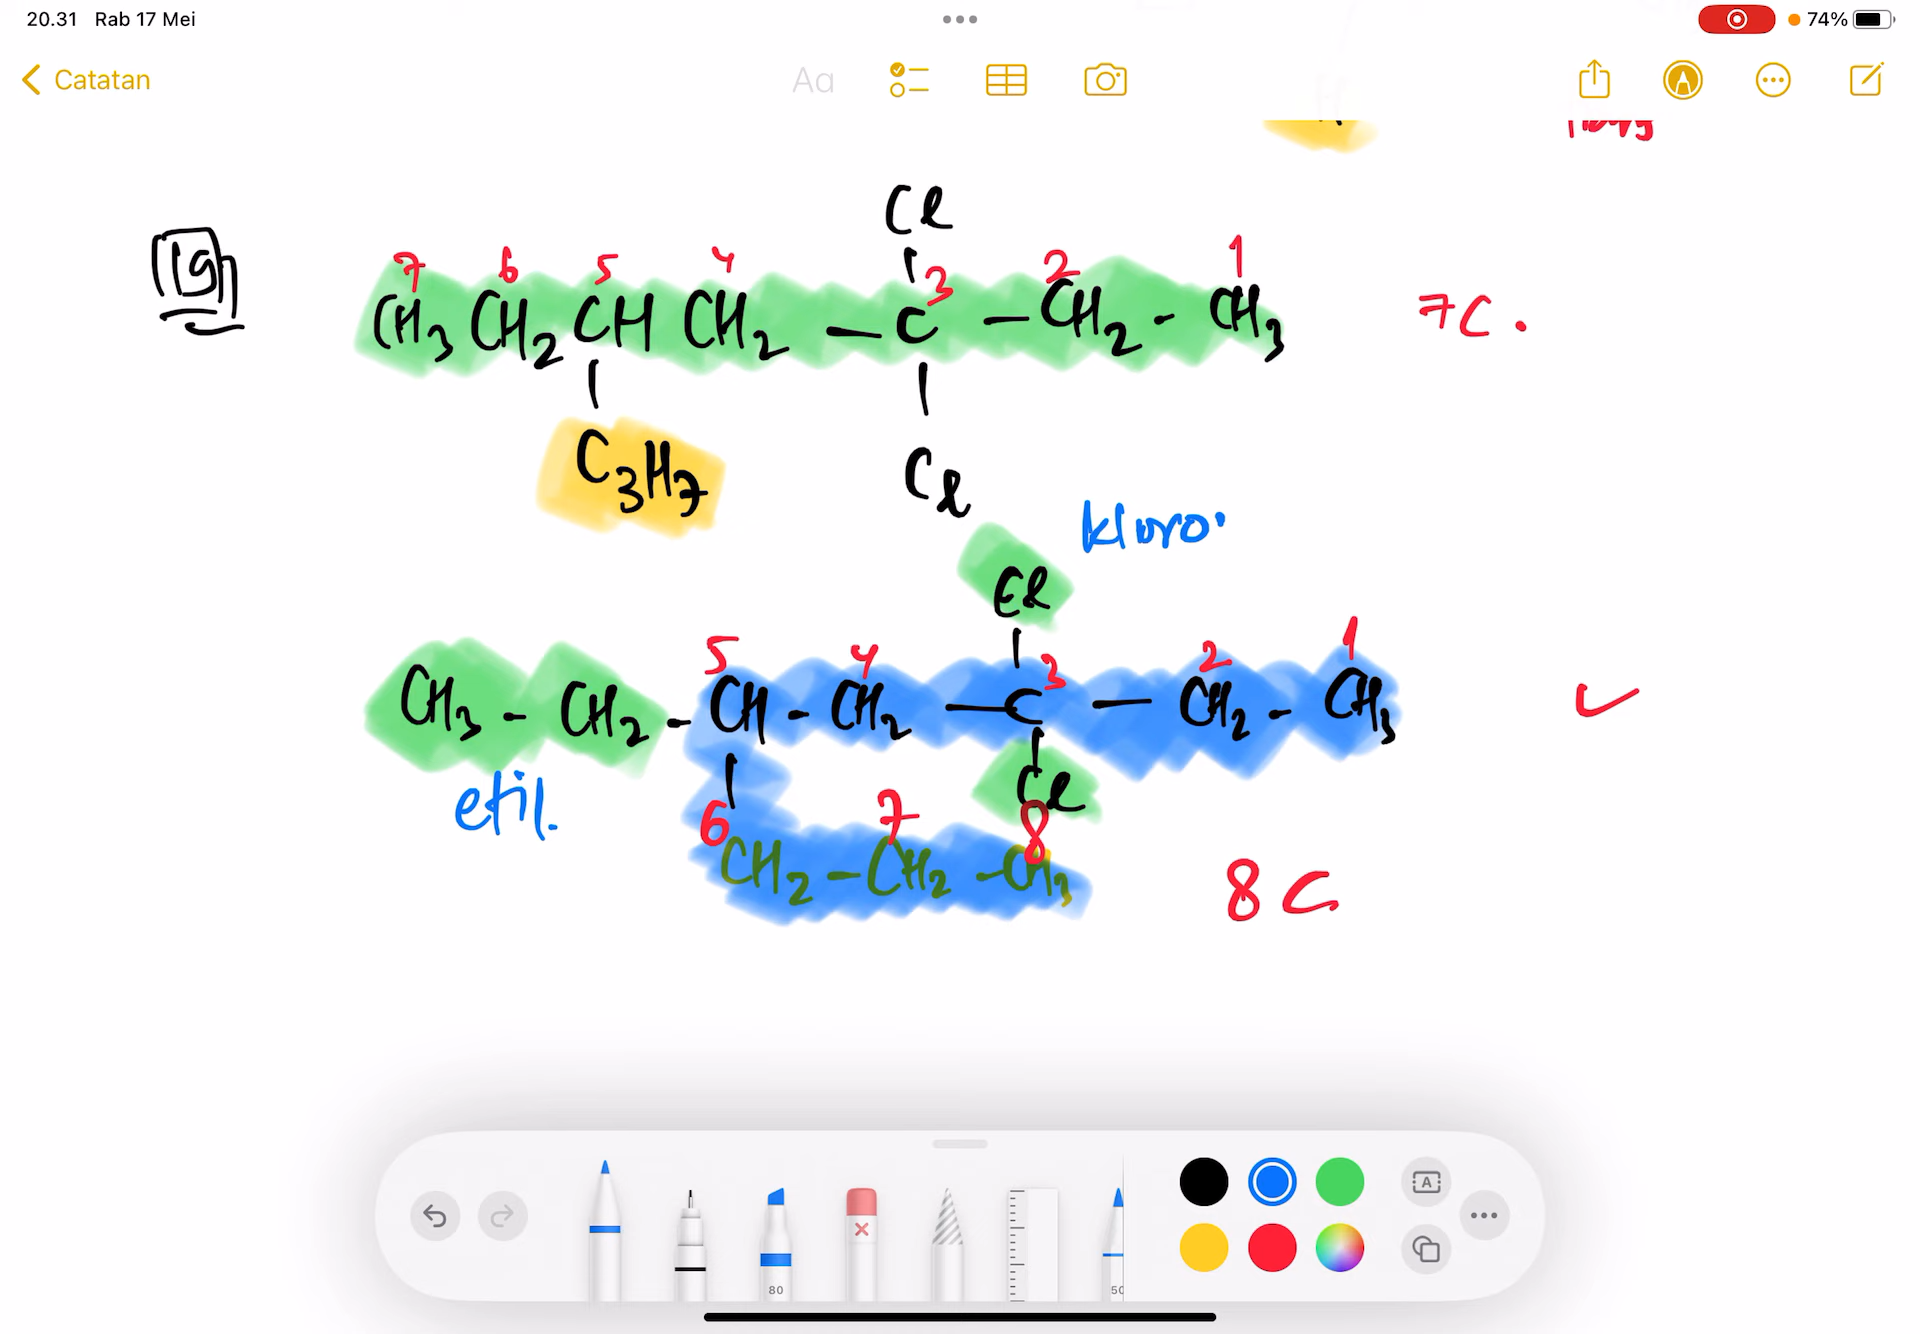 20.31 Rab 17 Mei
74%
Catatan
Aa
Cl
7 6 5 4 3 2 1
CH3 CH2 CH CH2 — C — CH2 - CH3 7C.
C3H7 Cl
kloro.
Cl
5 4 3 2 1
CH3 - CH2 - CH - CH2 — C — CH2 - CH3
etil. Cl
6 7 8
CH2 - CH2 - CH3 8C
A
80
50